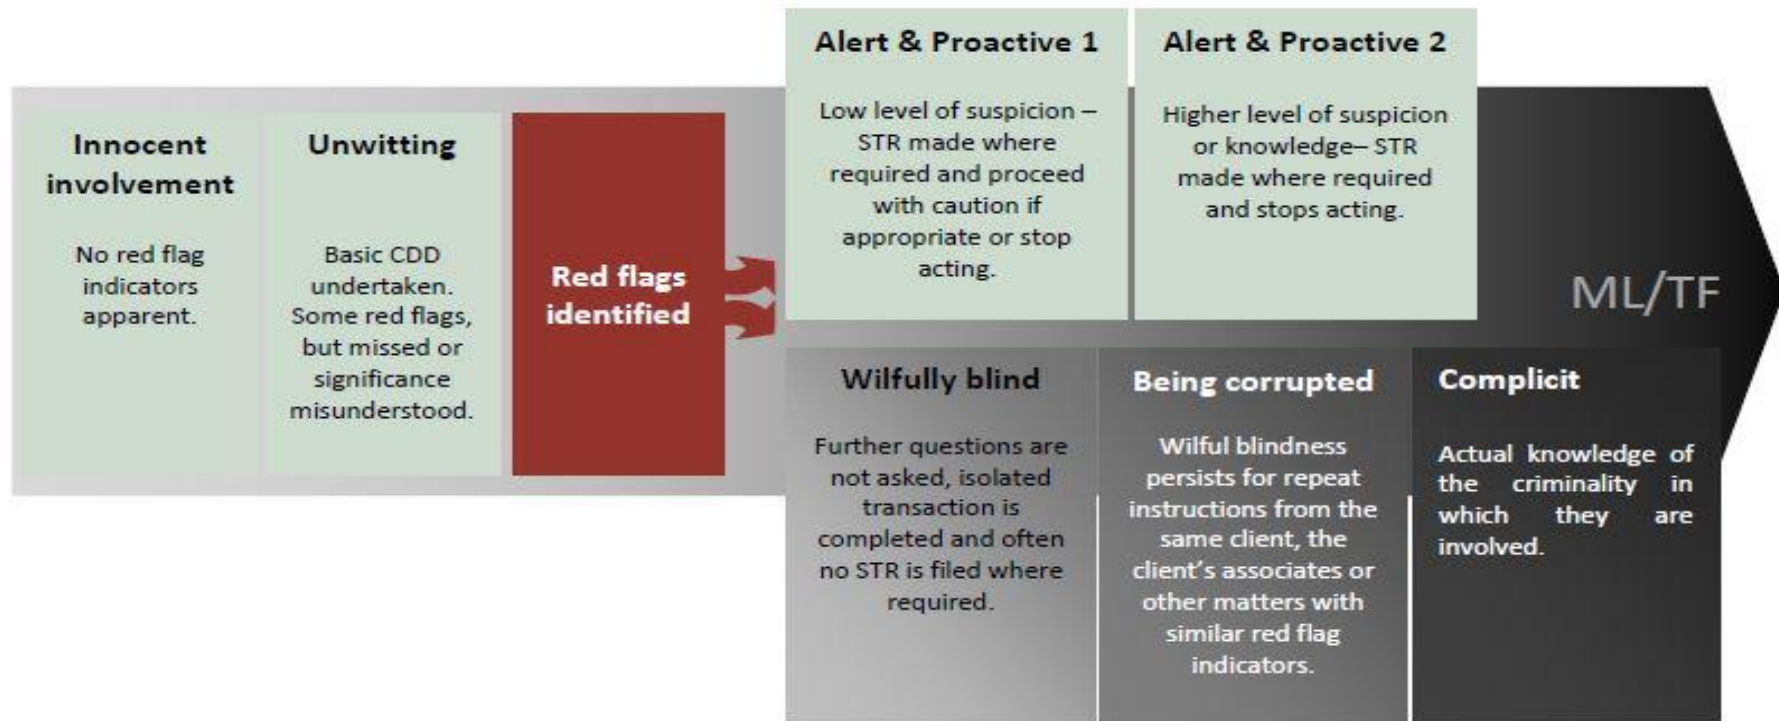 Innocent
involvement
No red flag
indicators
apparent.
Unwitting
Basic CDD
undertaken.
Some red flags,
but missed or
significance
misunderstood.
Red flags
identified
Alert & Proactive 1
Low level of suspicion –
STR made where
required and proceed
with caution if
appropriate or stop
acting.
Alert & Proactive 2
Higher level of suspicion
or knowledge– STR
made where required
and stops acting.
ML/TF
Wilfully blind
Further questions are
not asked, isolated
transaction is
completed and often
no STR is filed where
required.
Being corrupted
Wilful blindness
persists for repeat
instructions from the
same client, the
client’s associates or
other matters with
similar red flag
indicators.
Complicit
Actual knowledge of
the criminality in
which they are
involved.